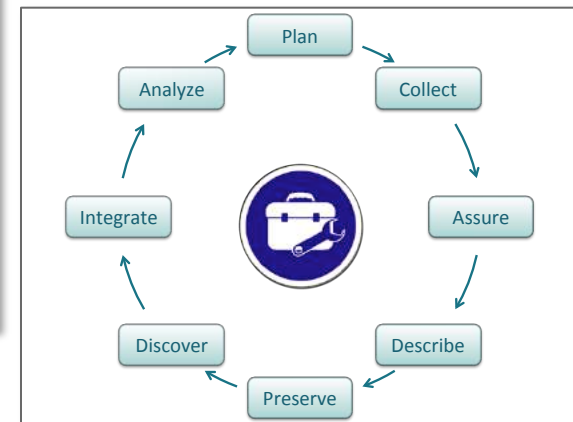 Plan
Collect
Assure
Describe
Preserve
Discover
Integrate
Analyze